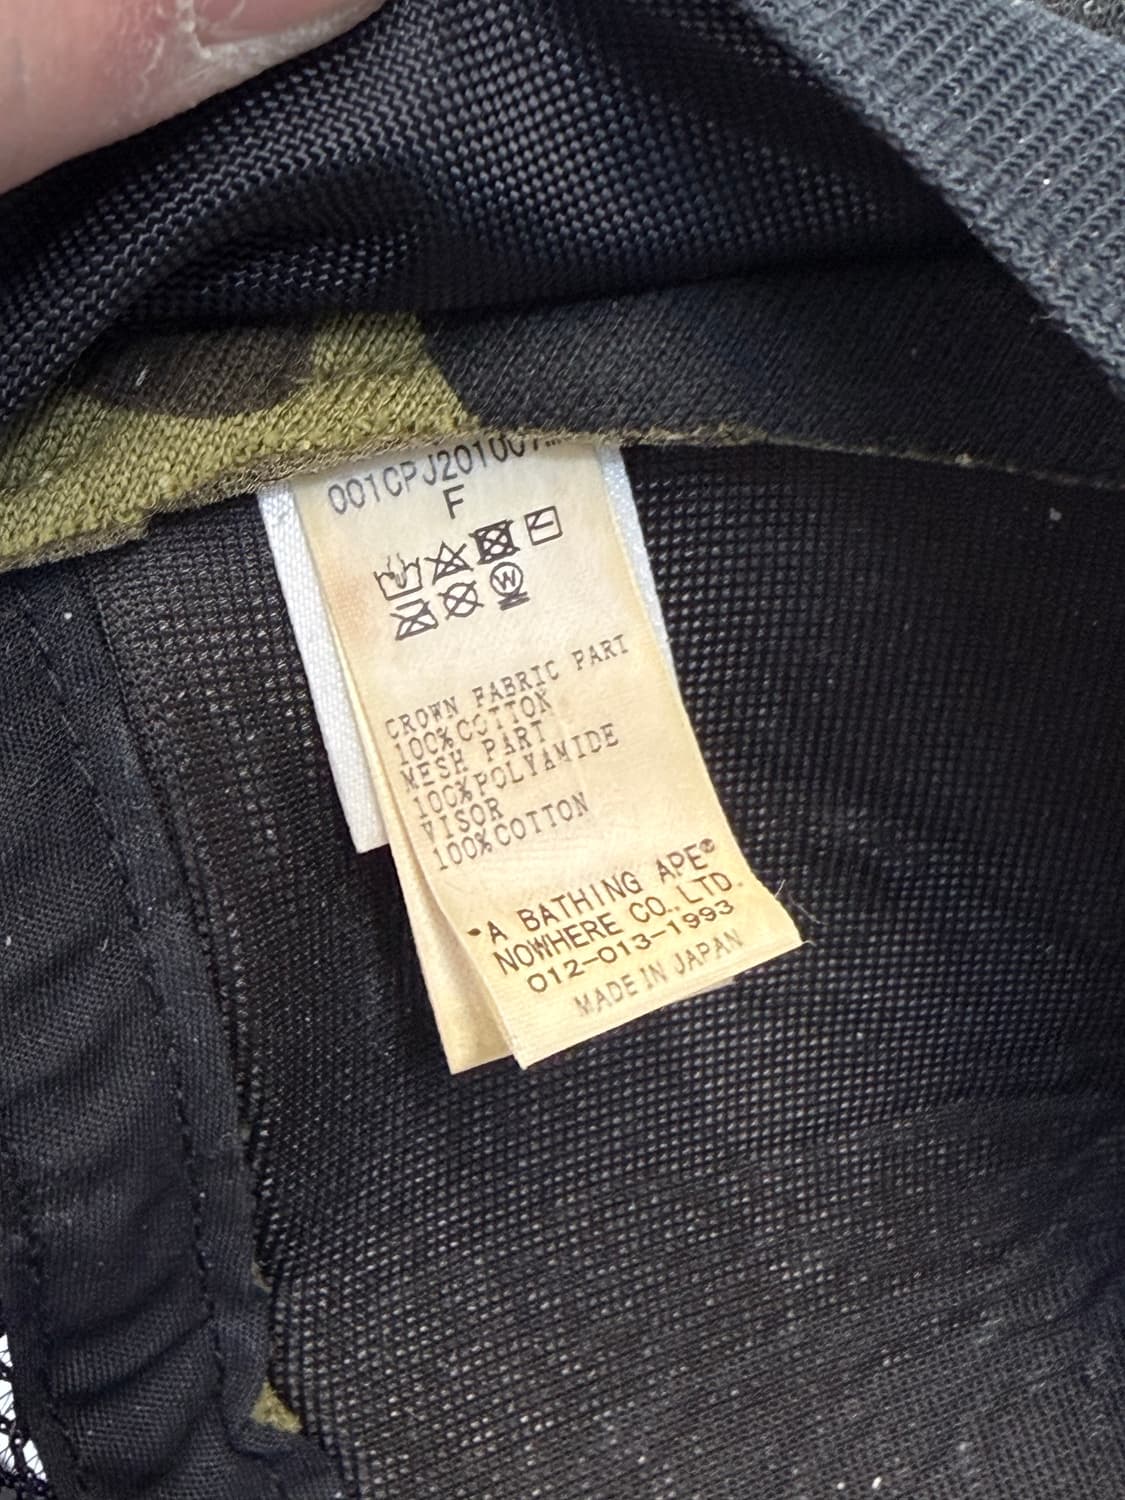 001CPJ201007
F
W
CROWN FABRIC PART
100%COTTON
MESH PART
100%POLYAMIDE
VISOR
100%COTTON
A BATHING APE®
NOWHERE CO.,LTD.
012-013-1993
MADE IN JAPAN